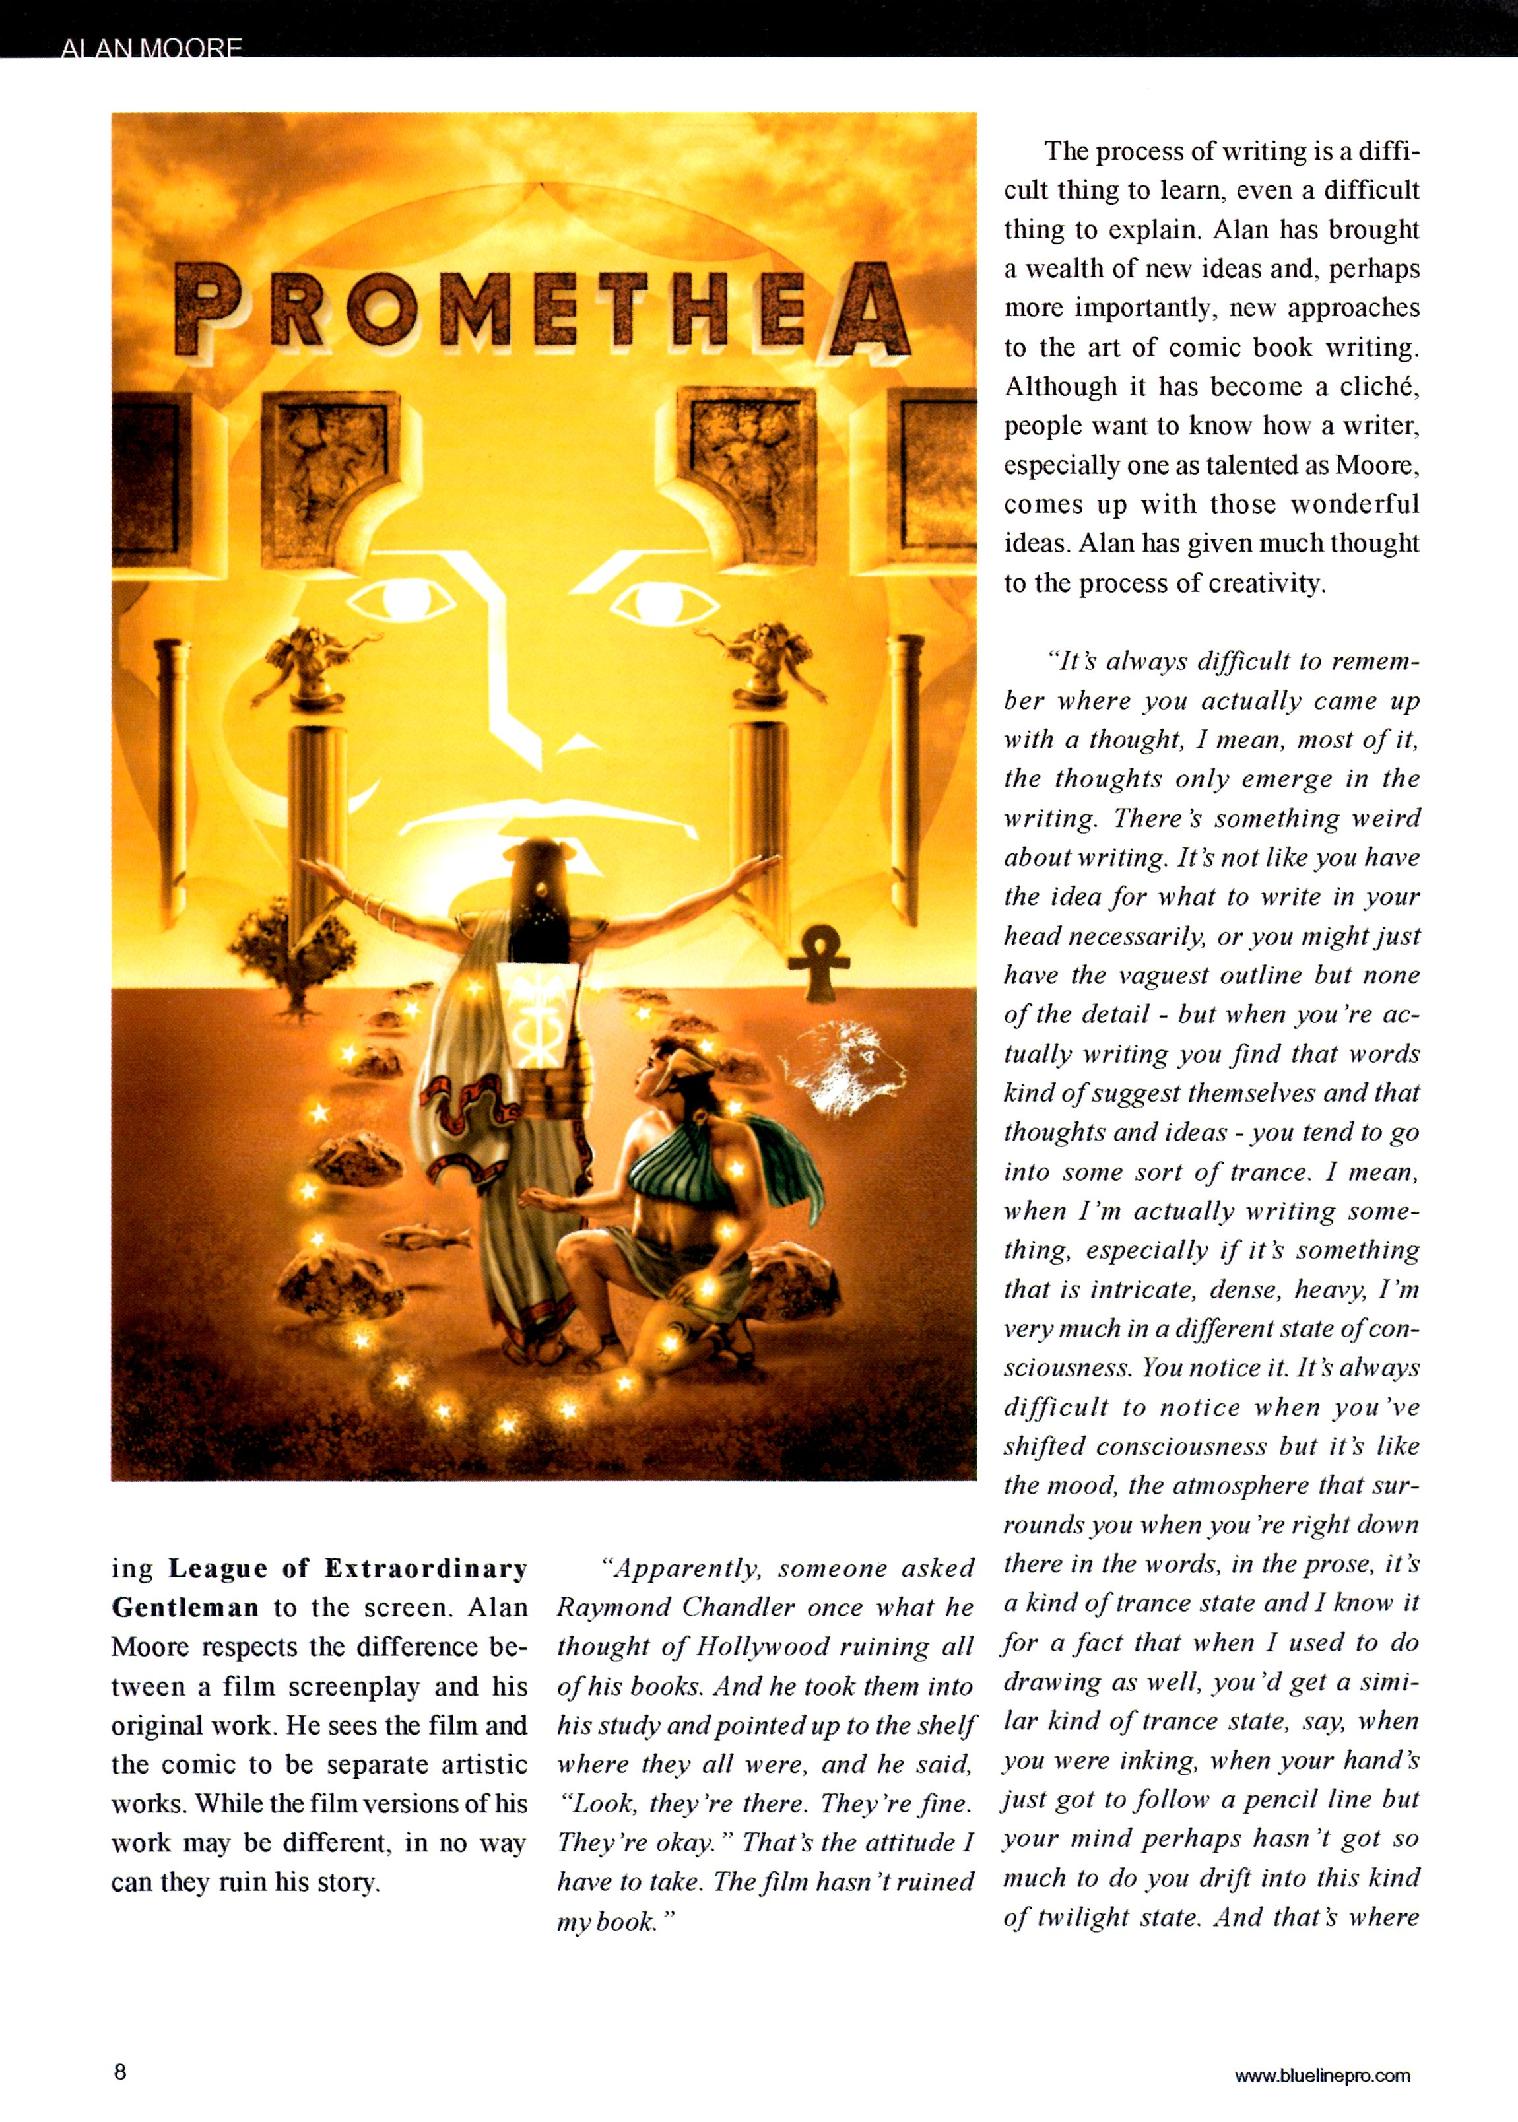 ALAN MOORE
PROMETHEA
ing League of Extraordinary
Gentleman to the screen. Alan
Moore respects the difference be-
tween a film screenplay and his
original work. He sees the film and
the comic to be separate artistic
works. While the film versions of his
work may be different, in no way
can they ruin his story.
“Apparently, someone asked
Raymond Chandler once what he
thought of Hollywood ruining all
of his books. And he took them into
his study and pointed up to the shelf
where they all were, and he said,
“Look, they’re there. They’re fine.
They’re okay.” That’s the attitude I
have to take. The film hasn’t ruined
my book.”
The process of writing is a diffi-
cult thing to learn, even a difficult
thing to explain. Alan has brought
a wealth of new ideas and, perhaps
more importantly, new approaches
to the art of comic book writing.
Although it has become a cliché,
people want to know how a writer,
especially one as talented as Moore,
comes up with those wonderful
ideas. Alan has given much thought
to the process of creativity.
“It’s always difficult to remem-
ber where you actually came up
with a thought, I mean, most of it,
the thoughts only emerge in the
writing. There’s something weird
about writing. It’s not like you have
the idea for what to write in your
head necessarily, or you might just
have the vaguest outline but none
of the detail - but when you’re ac-
tually writing you find that words
kind of suggest themselves and that
thoughts and ideas - you tend to go
into some sort of trance. I mean,
when I’m actually writing some-
thing, especially if it’s something
that is intricate, dense, heavy, I’m
very much in a different state of con-
sciousness. You notice it. It’s always
difficult to notice when you’ve
shifted consciousness but it’s like
the mood, the atmosphere that sur-
rounds you when you’re right down
there in the words, in the prose, it’s
a kind of trance state and I know it
for a fact that when I used to do
drawing as well, you’d get a simi-
lar kind of trance state, say, when
you were inking, when your hand’s
just got to follow a pencil line but
your mind perhaps hasn’t got so
much to do you drift into this kind
of twilight state. And that’s where
8
www.bluelinepro.com